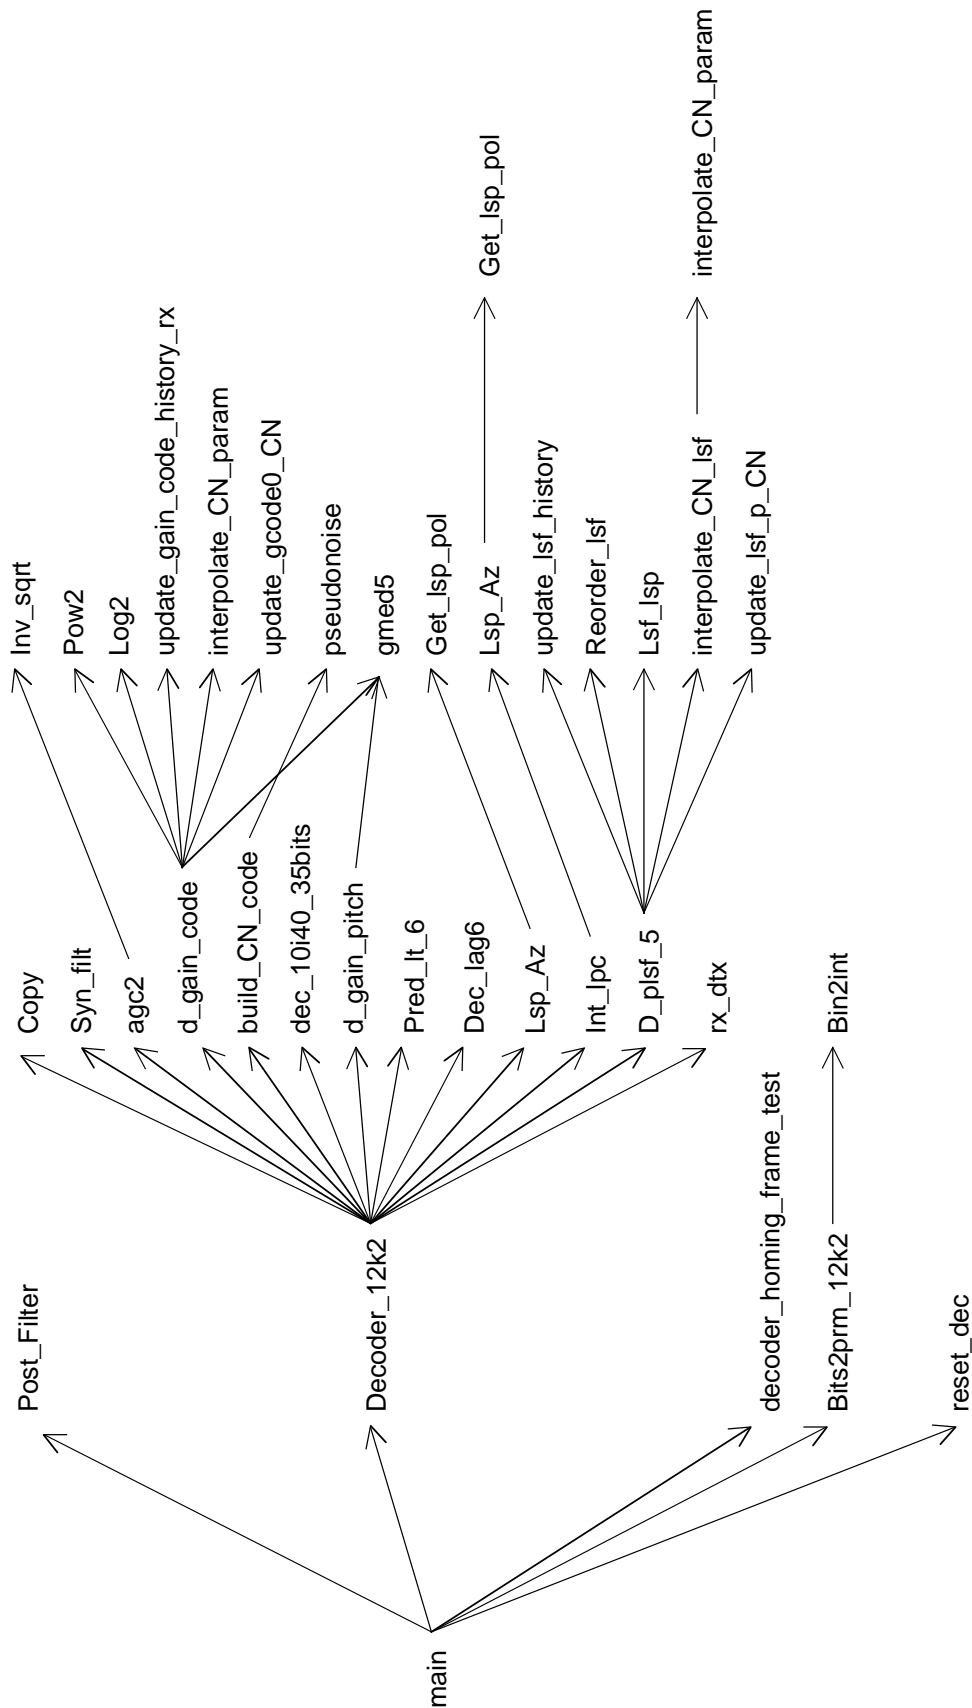 main
Post_Filter
Decoder_12k2
decoder_homing_frame_test
Bits2prm_12k2
reset_dec
Copy
Syn_filt
agc2
d_gain_code
build_CN_code
dec_10i40_35bits
d_gain_pitch
Pred_lt_6
Dec_lag6
Lsp_Az
Int_lpc
D_plsf_5
rx_dtx
Bin2int
Inv_sqrt
Pow2
Log2
update_gain_code_history_rx
interpolate_CN_param
update_gcode0_CN
pseudonoise
gmed5
Get_lsp_pol
Lsp_Az
update_lsf_history
Reorder_lsf
Lsf_lsp
interpolate_CN_lsf
update_lsf_p_CN
Get_lsp_pol
interpolate_CN_param